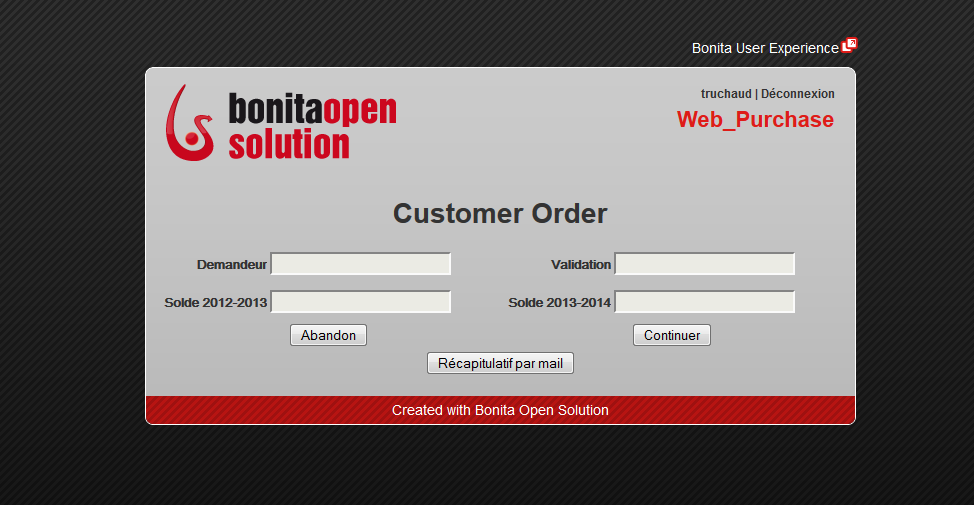 Bonita User Experience
truchaud | Déconnexion
bonitaopen
solution
Web_Purchase
Customer Order
Demandeur
Validation
Solde 2012-2013
Solde 2013-2014
Abandon
Continuer
Récapitulatif par mail
Created with Bonita Open Solution